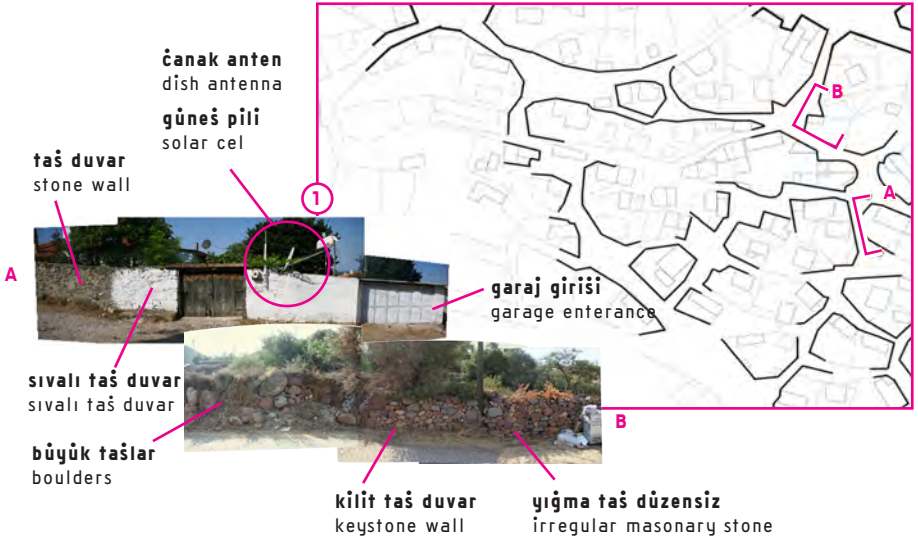 çanak anten
dish antenna
güneş pili
solar cel
taş duvar
stone wall
1
B
A
A
garaj girişi
garage enterance
sıvalı taş duvar
sıvalı taş duvar
B
büyük taşlar
boulders
kilit taş duvar
keystone wall
yığma taş düzensiz
irregular masonary stone